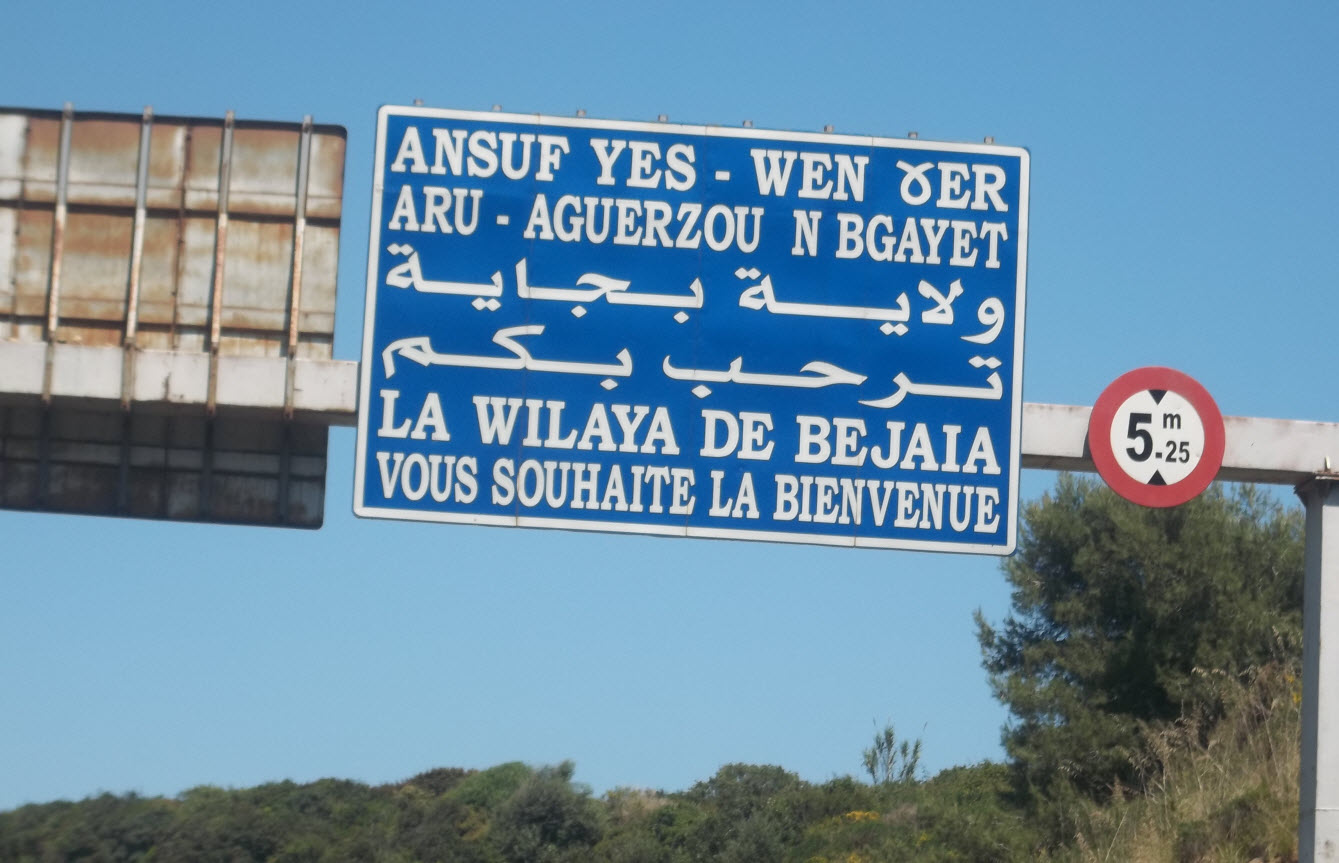 ANSUF YES - WEN ɣER
ARU - AGUERZOU N BGAYET
ولاية بجاية
ترحب بكم
LA WILAYA DE BEJAIA
VOUS SOUHAITE LA BIENVENUE
5m.25